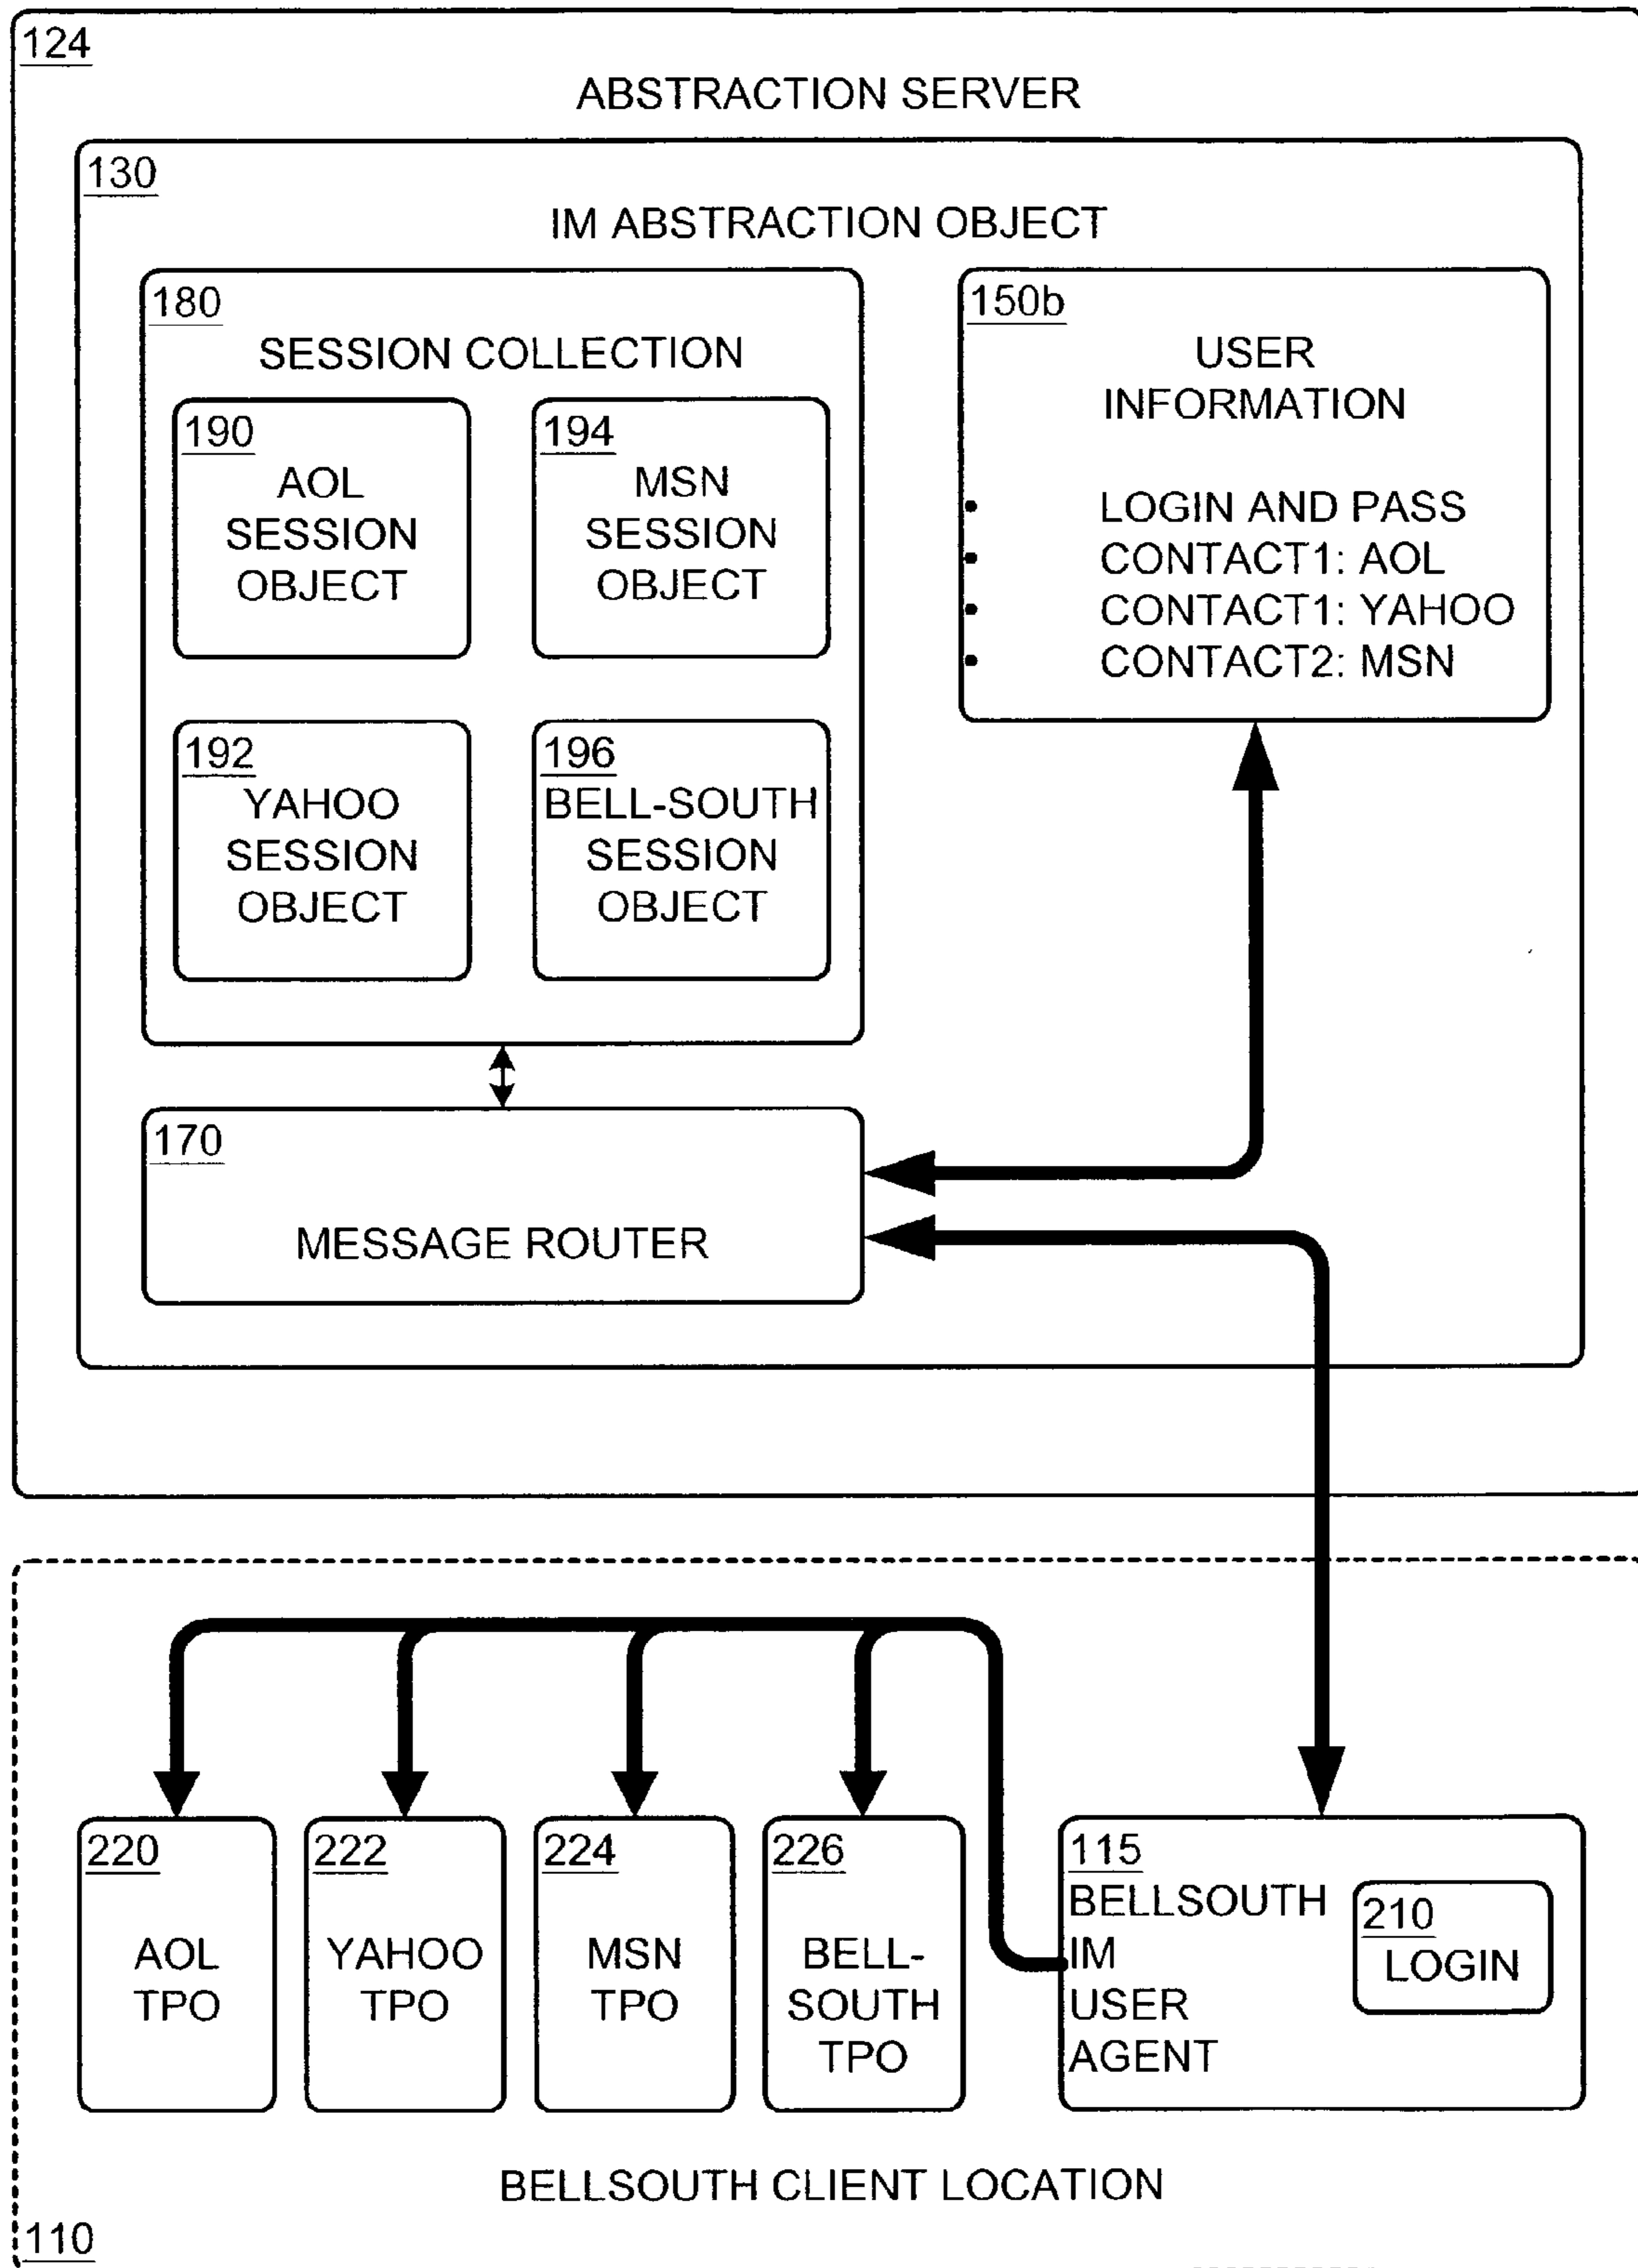 124
ABSTRACTION SERVER
130
IM ABSTRACTION OBJECT
180
SESSION COLLECTION
190
AOL
SESSION
OBJECT
194
MSN
SESSION
OBJECT
192
YAHOO
SESSION
OBJECT
196
BELL-SOUTH
SESSION
OBJECT
150b
USER
INFORMATION
• LOGIN AND PASS
• CONTACT1: AOL
• CONTACT1: YAHOO
• CONTACT2: MSN
170
MESSAGE ROUTER
220
AOL
TPO
222
YAHOO
TPO
224
MSN
TPO
226
BELL-
SOUTH
TPO
115
BELLSOUTH
IM
USER
AGENT
210
LOGIN
BELLSOUTH CLIENT LOCATION
110